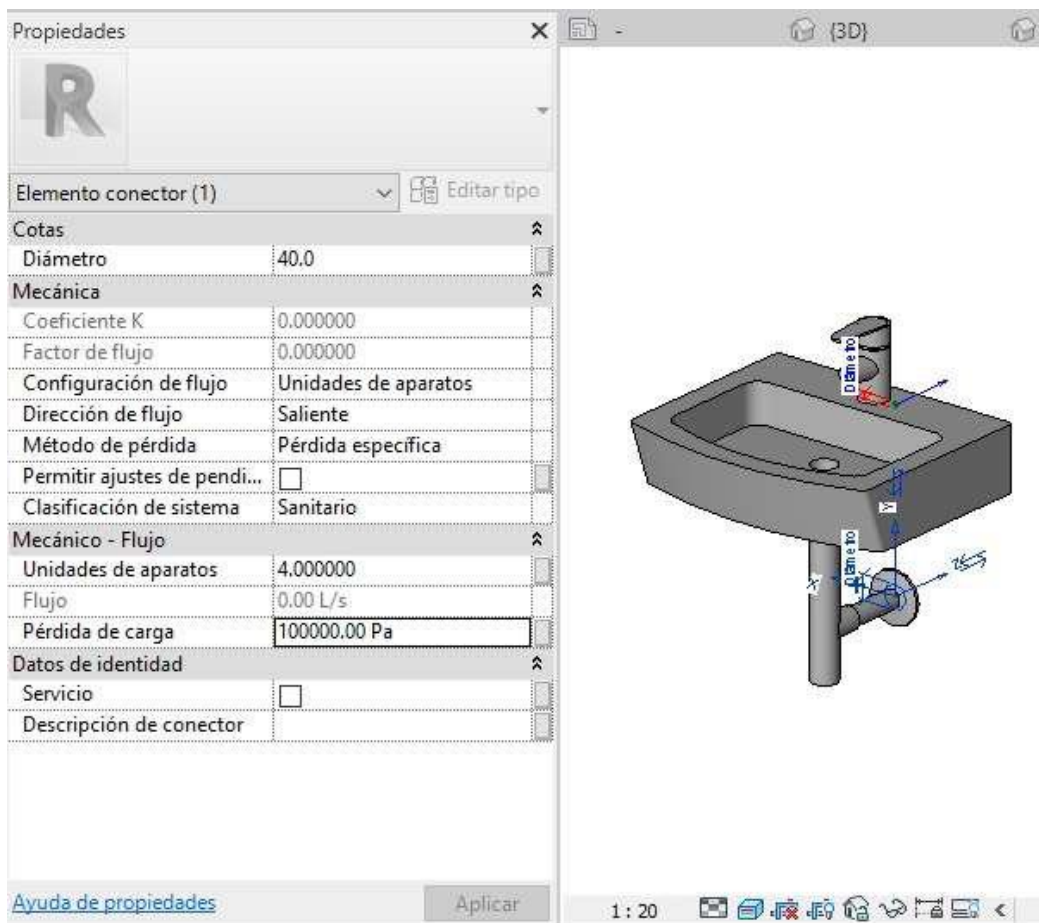 Propiedades
- {3D}
R
Elemento conector (1) Editar tipo
Cotas
Diámetro 40.0
Mecánica
Coeficiente K 0.000000
Factor de flujo 0.000000
Configuración de flujo Unidades de aparatos
Dirección de flujo Saliente
Método de pérdida Pérdida específica
Permitir ajustes de pendi...
Clasificación de sistema Sanitario
Mecánico - Flujo
Unidades de aparatos 4.000000
Flujo 0.00 L/s
Pérdida de carga 100000.00 Pa
Datos de identidad
Servicio
Descripción de conector
Ayuda de propiedades Aplicar
Diámetro
Y
Diámetro
X
1 : 20